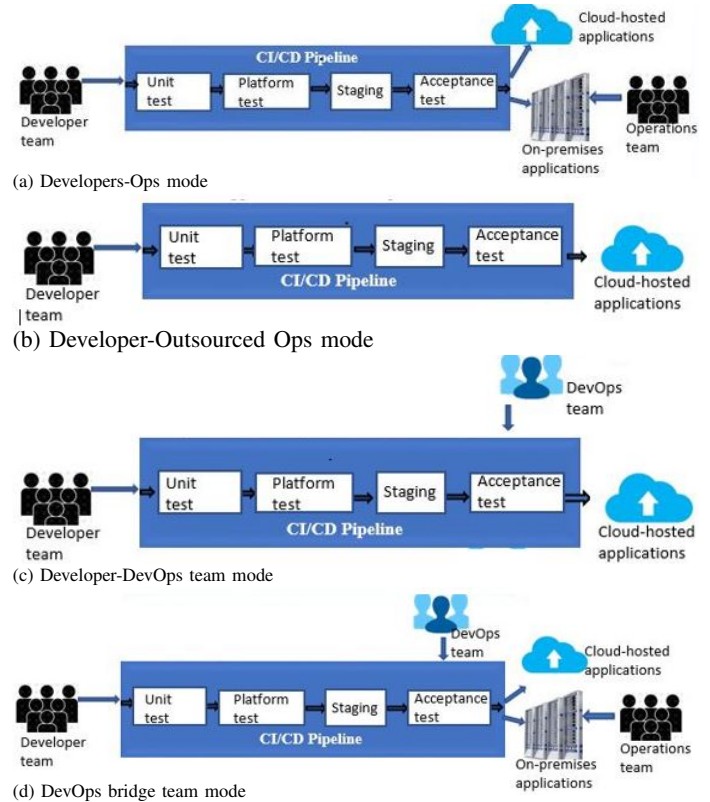 Cloud-hosted
applications
CI/CD Pipeline
Unit
test
Platform
test
Staging
Acceptance
test
Developer
team
On-premises
applications
Operations
team
(a) Developers-Ops mode
Unit
test
Platform
test
Staging
Acceptance
test
CI/CD Pipeline
Developer
team
Cloud-hosted
applications
(b) Developer-Outsourced Ops mode
DevOps
team
Unit
test
Platform
test
Staging
Acceptance
test
CI/CD Pipeline
Developer
team
Cloud-hosted
applications
(c) Developer-DevOps team mode
DevOps
team
Cloud-hosted
applications
Unit
test
Platform
test
Staging
Acceptance
test
CI/CD Pipeline
Developer
team
On-premises
applications
Operations
team
(d) DevOps bridge team mode